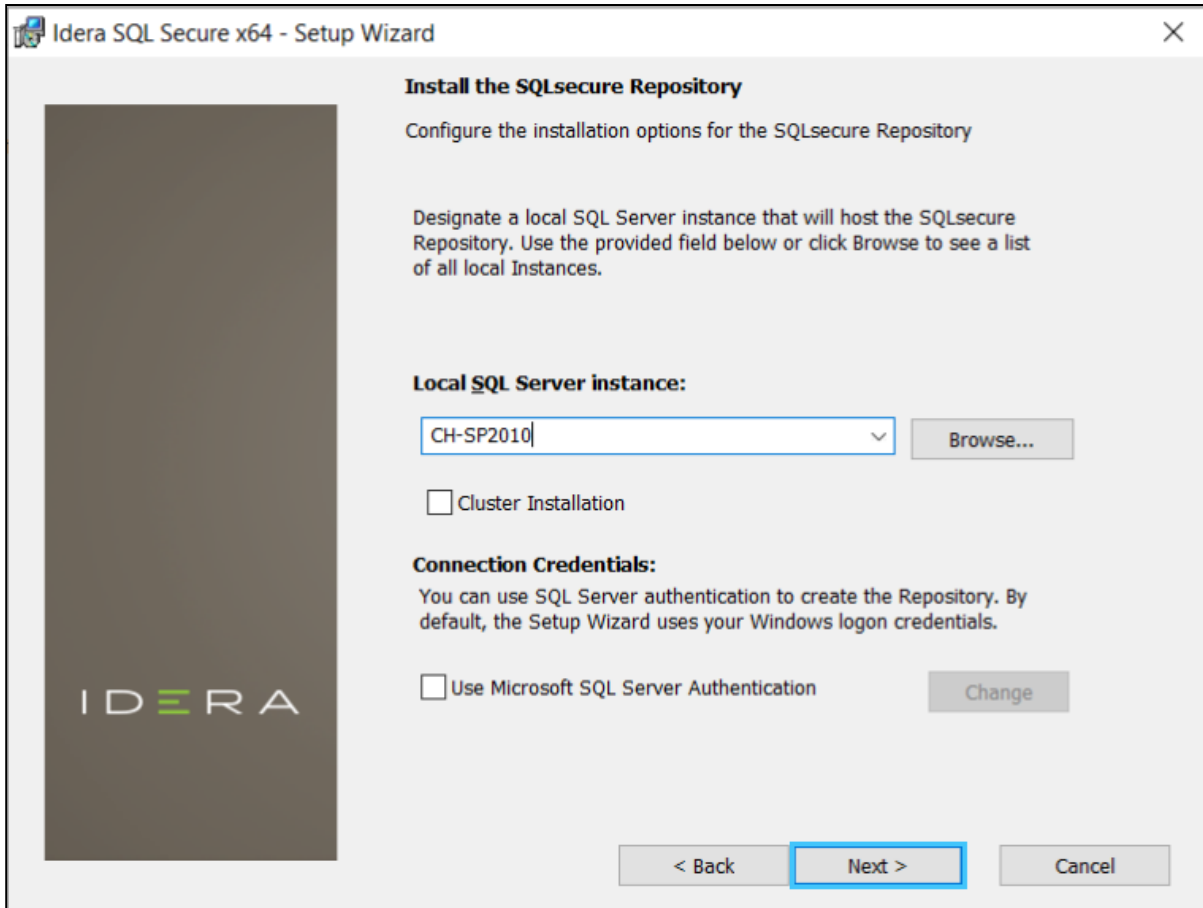 Idera SQL Secure x64 - Setup Wizard
Install the SQLsecure Repository
Configure the installation options for the SQLsecure Repository
Designate a local SQL Server instance that will host the SQLsecure
Repository. Use the provided field below or click Browse to see a list
of all local Instances.
Local SQL Server instance:
CH-SP2010
Browse...
Cluster Installation
Connection Credentials:
You can use SQL Server authentication to create the Repository. By
default, the Setup Wizard uses your Windows logon credentials.
Use Microsoft SQL Server Authentication
Change
IDERA
< Back
Next >
Cancel